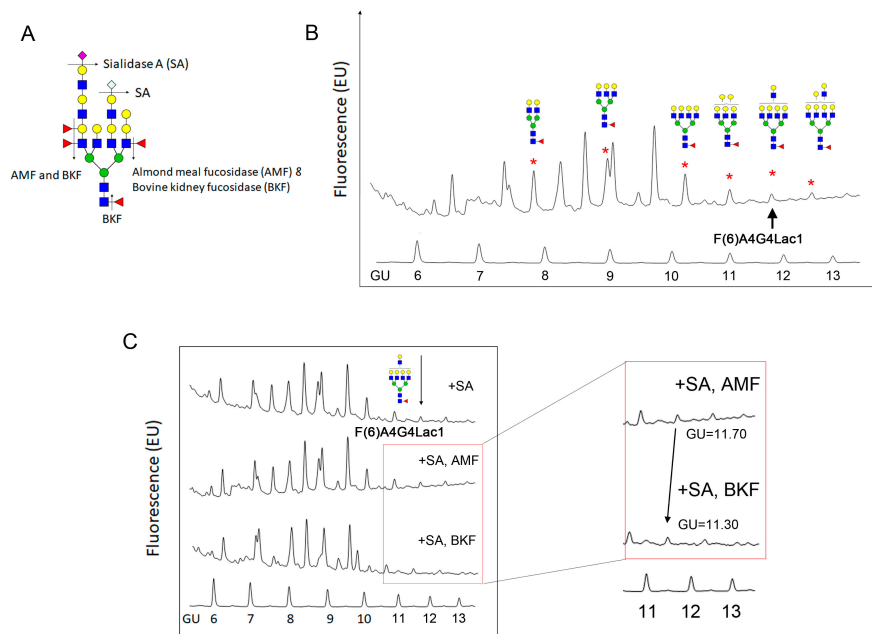 A
Sialidase A (SA)
SA
AMF and BKF
Almond meal fucosidase (AMF) &
Bovine kidney fucosidase (BKF)
BKF
B
Fluorescence (EU)
* * * * * *
F(6)A4G4Lac1
GU 6 7 8 9 10 11 12 13
C
Fluorescence (EU)
+SA
F(6)A4G4Lac1
+SA, AMF
+SA, BKF
GU 6 7 8 9 10 11 12 13
+SA, AMF
GU=11.70
+SA, BKF
GU=11.30
11 12 13